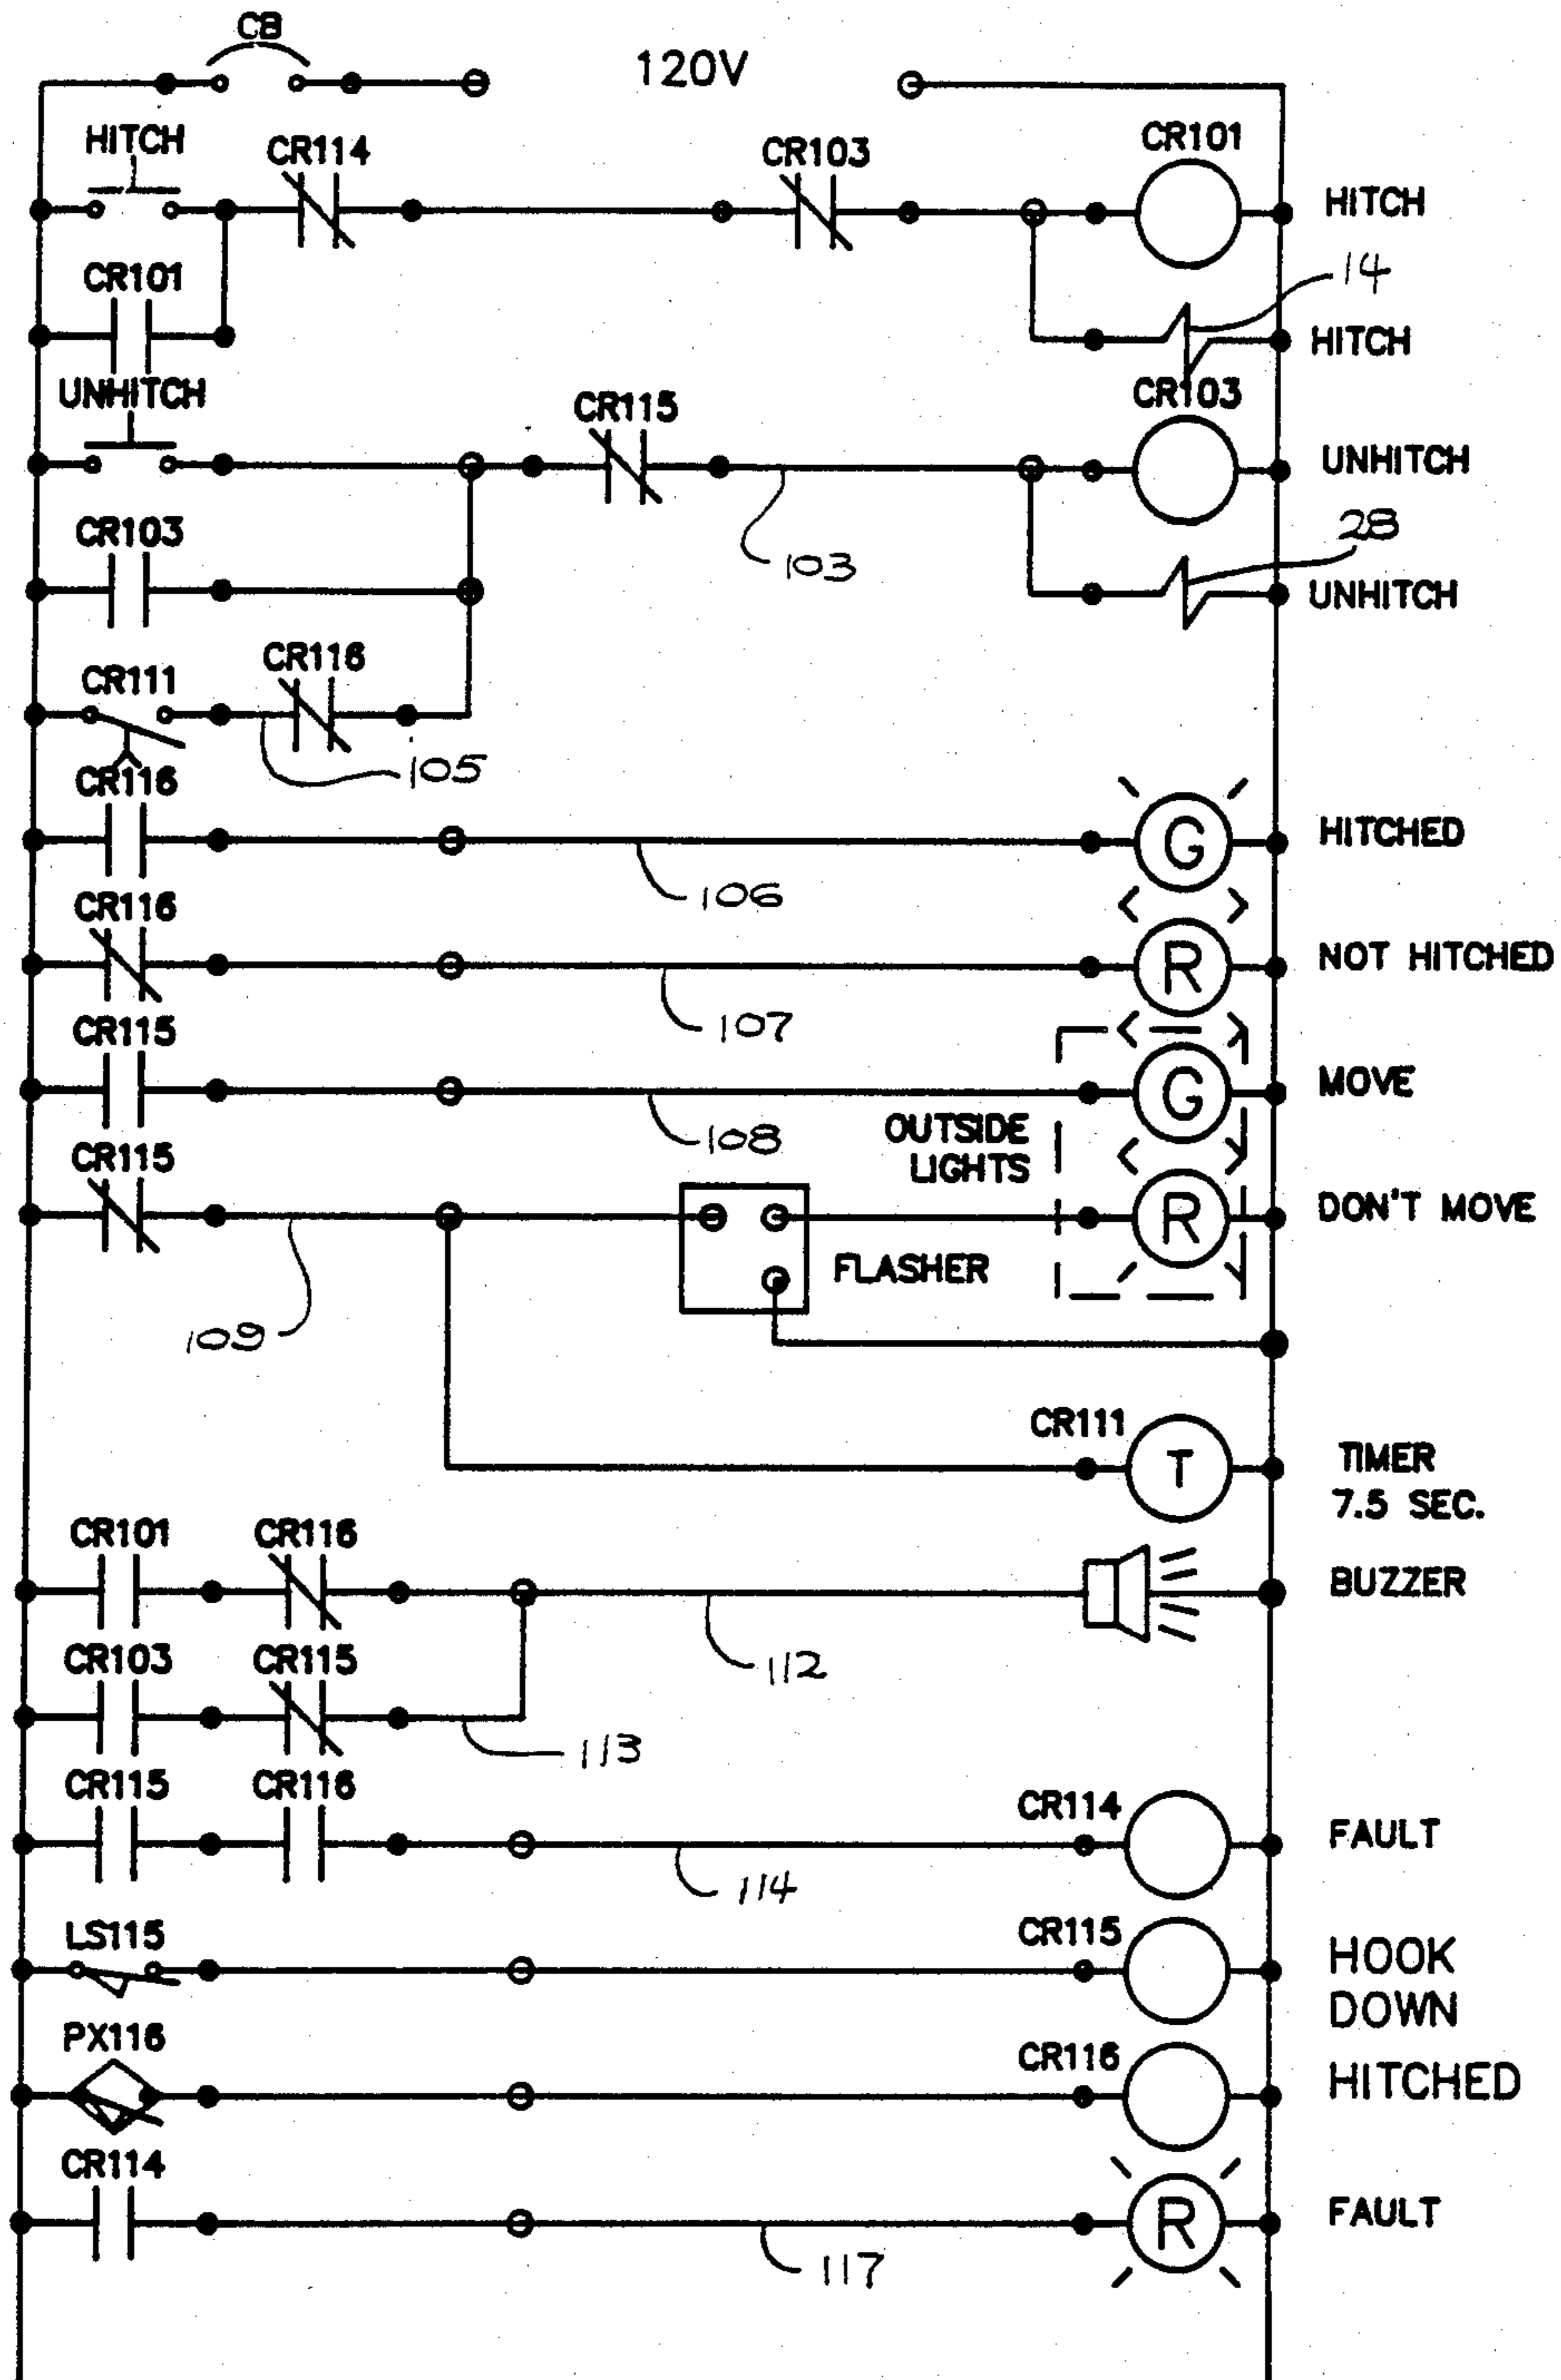 CB
120V
HITCH
CR114
CR103
CR101
HITCH
14
CR101
HITCH
UNHITCH
CR115
CR103
UNHITCH
103
28
CR103
UNHITCH
CR116
CR111
105
CR116
HITCHED
G
106
CR116
NOT HITCHED
R
107
CR115
MOVE
G
108
OUTSIDE
LIGHTS
CR115
DON'T MOVE
R
FLASHER
109
CR111
T
TIMER
7.5 SEC.
CR101
CR116
BUZZER
112
CR103
CR115
113
CR115
CR116
CR114
FAULT
114
LS115
CR115
HOOK
DOWN
PX116
CR116
HITCHED
CR114
R
FAULT
117